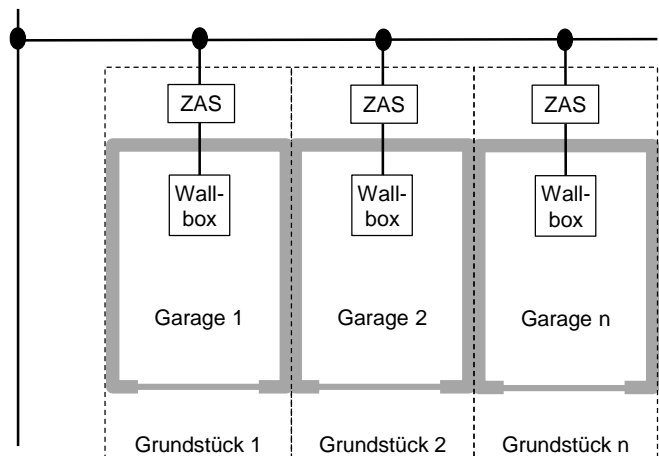 ZAS ZAS ZAS
Wall- Wall- Wall-
box box box
Garage 1 Garage 2 Garage n
Grundstück 1 Grundstück 2 Grundstück n